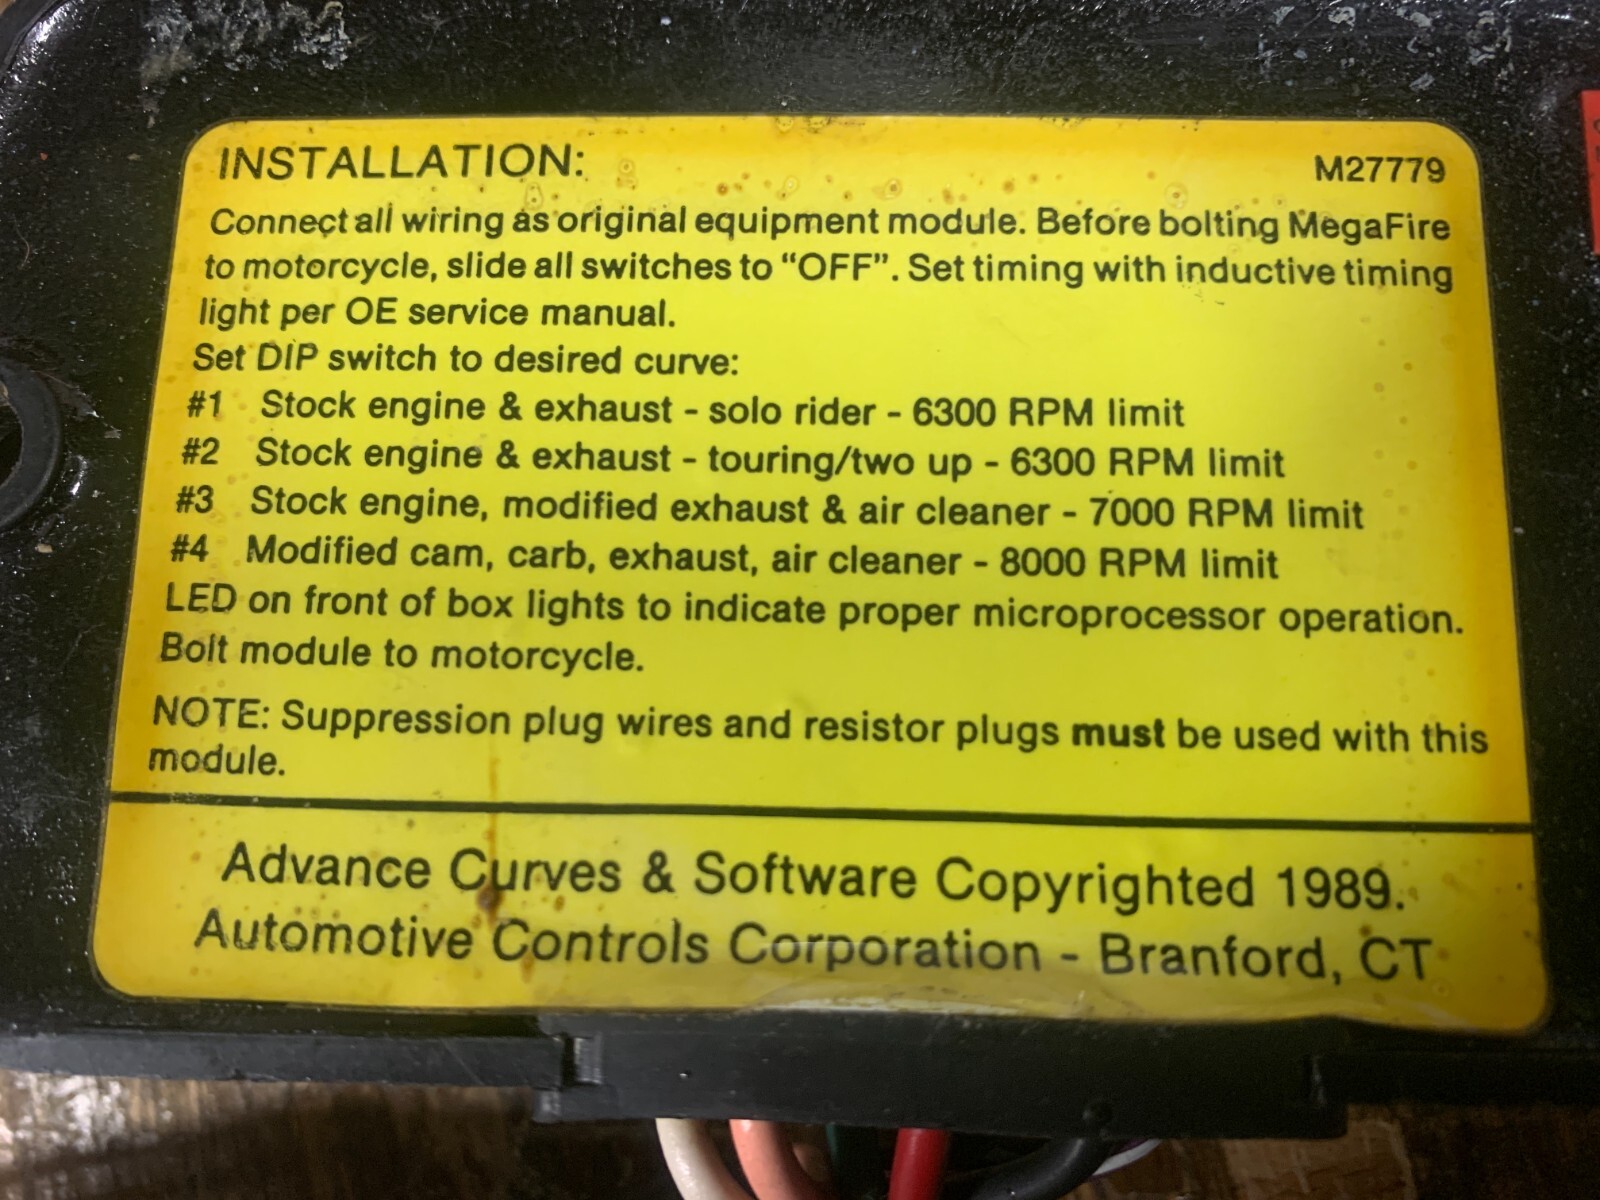 INSTALLATION:
M27779
Connect all wiring as original equipment module. Before bolting MegaFire
to motorcycle, slide all switches to “OFF”. Set timing with inductive timing
light per OE service manual.
Set DIP switch to desired curve:
#1 Stock engine & exhaust - solo rider - 6300 RPM limit
#2 Stock engine & exhaust - touring/two up - 6300 RPM limit
#3 Stock engine, modified exhaust & air cleaner - 7000 RPM limit
#4 Modified cam, carb, exhaust, air cleaner - 8000 RPM limit
LED on front of box lights to indicate proper microprocessor operation.
Bolt module to motorcycle.
NOTE: Suppression plug wires and resistor plugs must be used with this
module.
Advance Curves & Software Copyrighted 1989.
Automotive Controls Corporation - Branford, CT